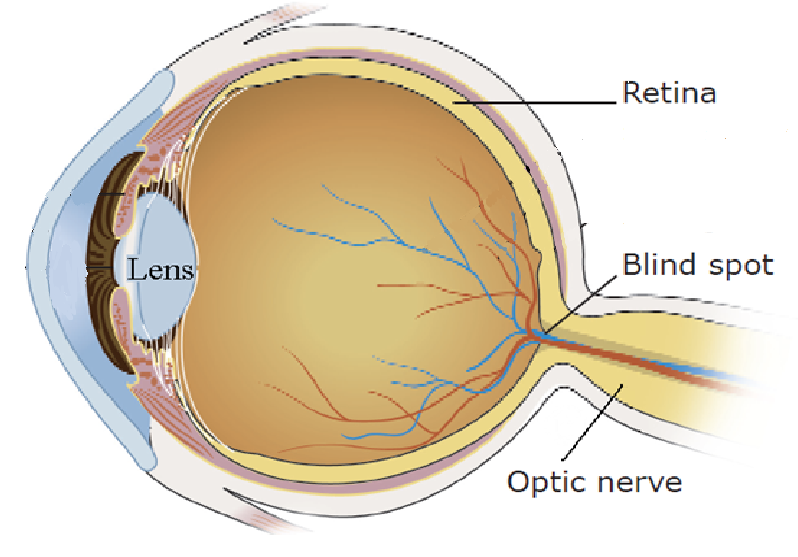 Retina
Blind spot
Lens
Optic nerve